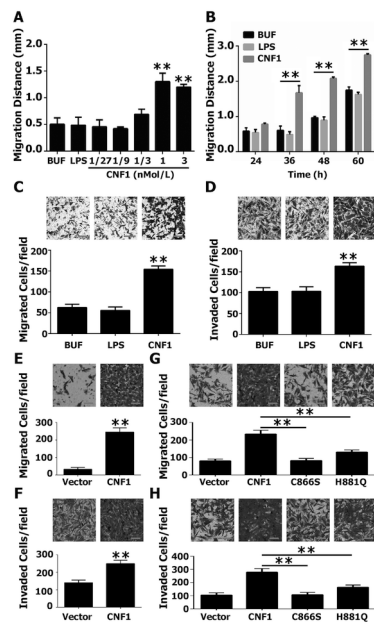 A
Migration Distance (mm)
2.0
1.5
1.0
0.5
0.0
**
**
BUF LPS 1/27 1/9 1/3 1 3
CNF1 (nMol/L)
B
Migration Distance (mm)
3.0
2.0
1.0
0.0
BUF
LPS
CNF1
**
**
**
24 36 48 60
Time (h)
C
Migrated Cells/field
200
150
100
50
0
**
BUF LPS CNF1
D
Invaded Cells/field
200
150
100
50
0
**
BUF LPS CNF1
E
Migrated Cells/field
300
200
100
0
**
Vector CNF1
G
Migrated Cells/field
300
200
100
0
**
**
Vector CNF1 C866S H881Q
F
Invaded Cells/field
400
300
200
100
0
**
Vector CNF1
H
Invaded Cells/field
400
300
200
100
0
**
**
Vector CNF1 C866S H881Q